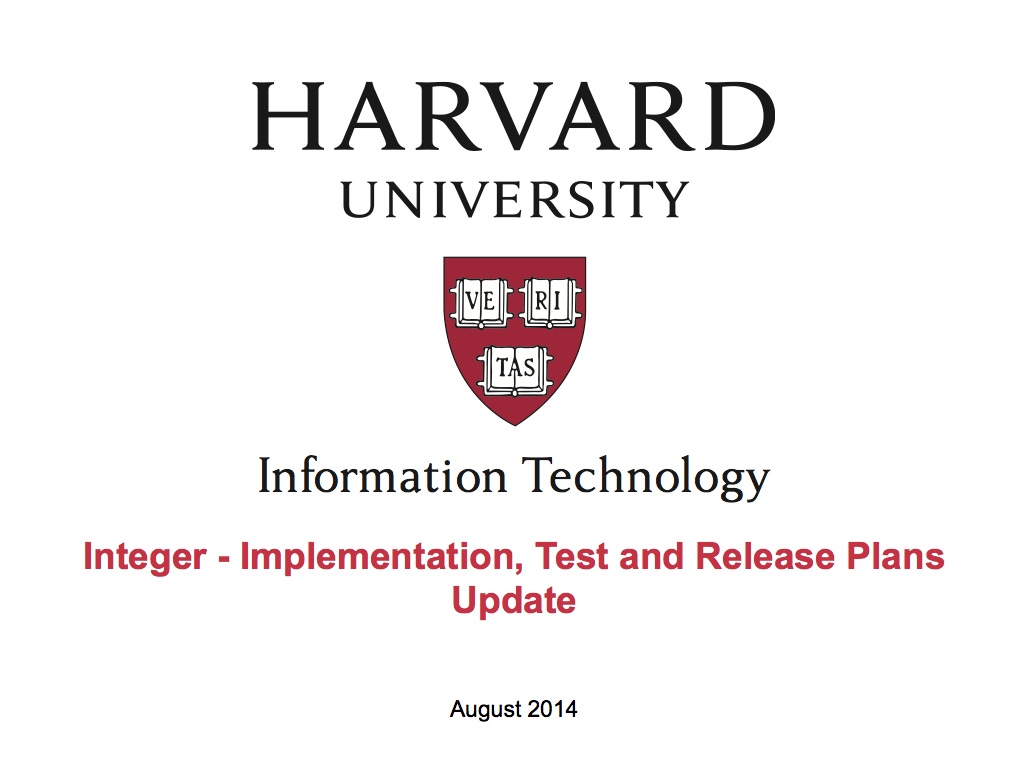 HARVARD
UNIVERSITY
VE RI
TAS
Information Technology
Integer - Implementation, Test and Release Plans
Update
August 2014